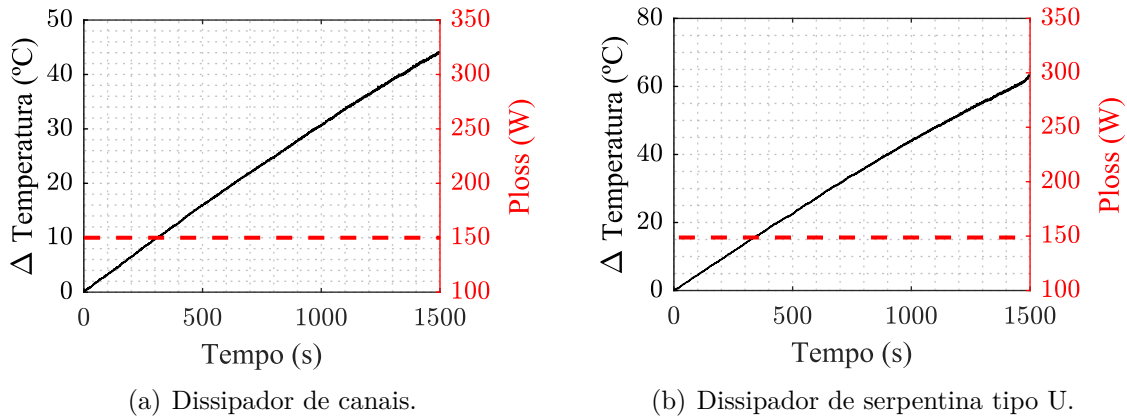 50
40
30
20
10
0
Δ Temperatura (ºC)
350
300
250
200
150
100
Ploss (W)
0 500 1000 1500
Tempo (s)
(a) Dissipador de canais.
80
60
40
20
0
Δ Temperatura (ºC)
350
300
250
200
150
100
Ploss (W)
0 500 1000 1500
Tempo (s)
(b) Dissipador de serpentina tipo U.